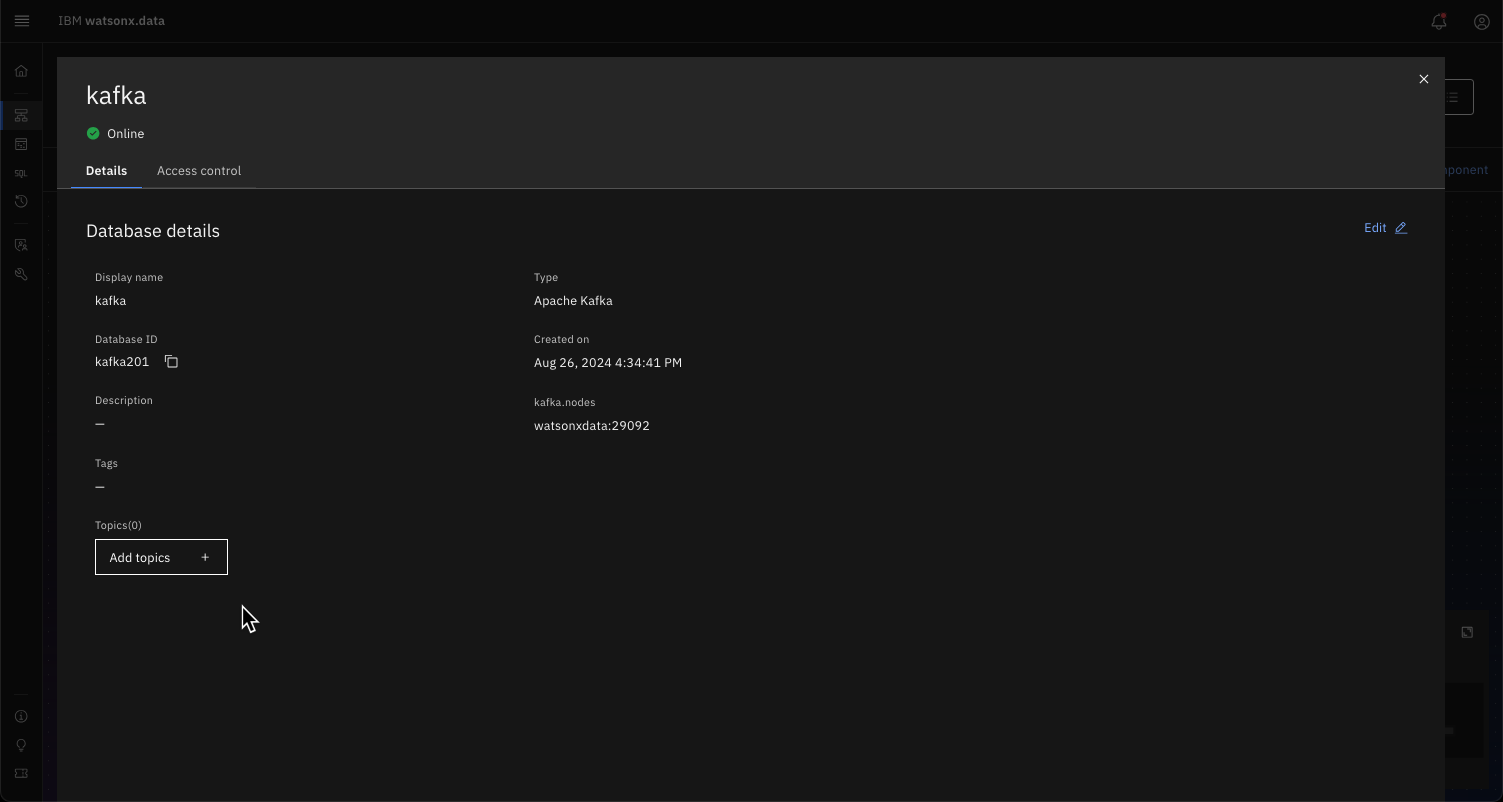 IBM watsonx.data
kafka
Online
Details Access control
ponent
SQL
Database details
Edit
Display name
kafka
Type
Apache Kafka
Database ID
kafka201
Created on
Aug 26, 2024 4:34:41 PM
Description
—
kafka.nodes
watsonxdata:29092
Tags
—
Topics(0)
Add topics +